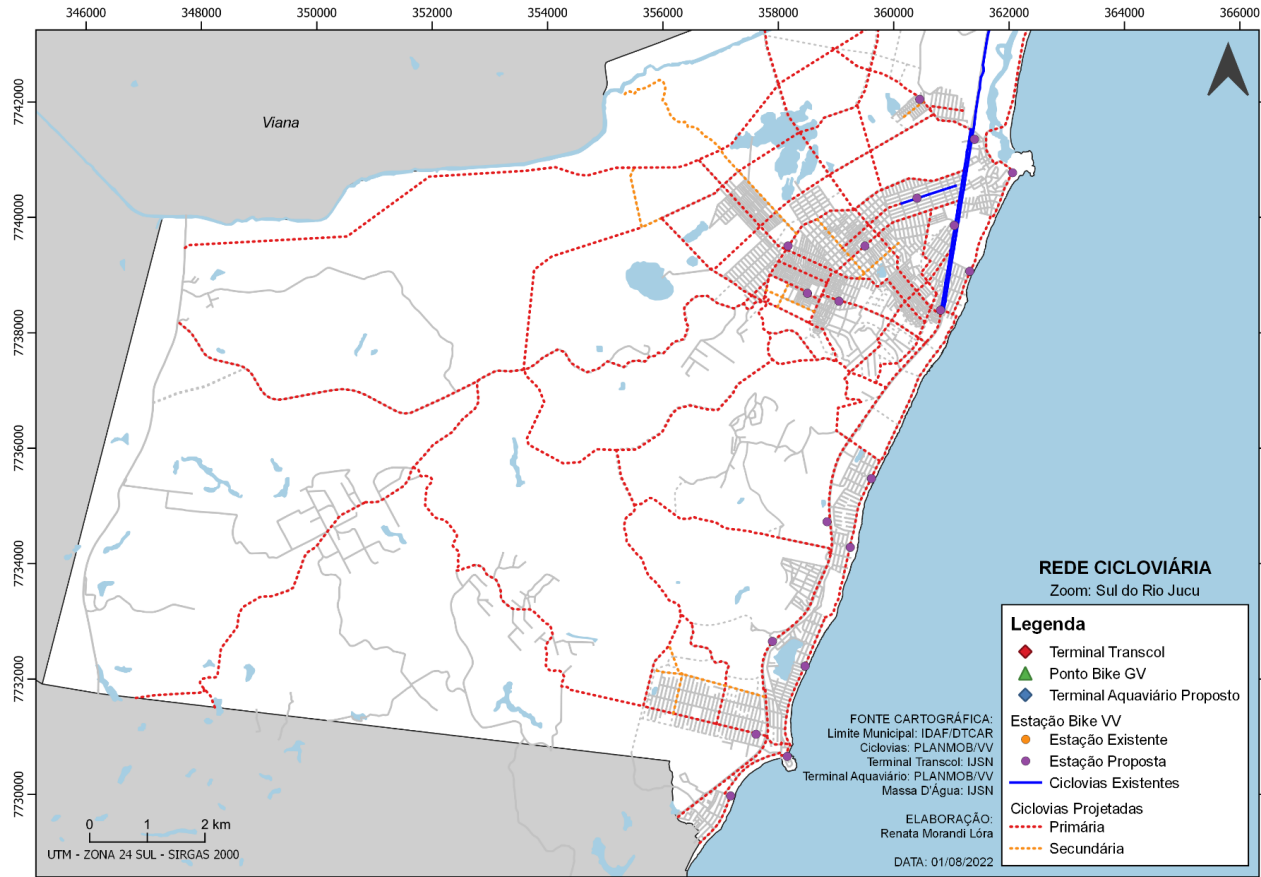 346000 348000 350000 352000 354000 356000 358000 360000 362000 364000 366000
7742000
7740000
7738000
7736000
7734000
7732000
7730000
Viana
REDE CICLOVIÁRIA
Zoom: Sul do Rio Jucu
Legenda
Terminal Transcol
Ponto Bike GV
Terminal Aquaviário Proposto
Estação Bike VV
Estação Existente
Estação Proposta
Ciclovias Existentes
Ciclovias Projetadas
Primária
Secundária
FONTE CARTOGRÁFICA:
Limite Municipal: IDAF/DTCAR
Ciclovias: PLANMOB/VV
Terminal Transcol: IJSN
Terminal Aquaviário: PLANMOB/VV
Massa D'Água: IJSN
ELABORAÇÃO:
Renata Morandi Lóra
DATA: 01/08/2022
0 1 2 km
UTM - ZONA 24 SUL - SIRGAS 2000